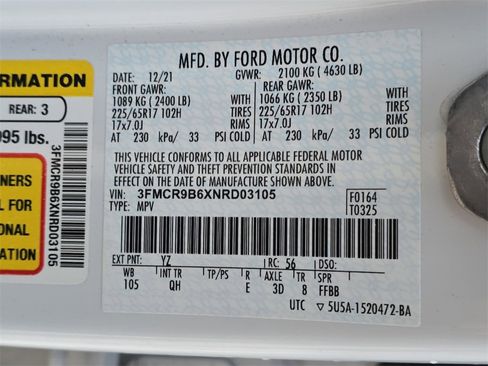 ORMATION
REAR: 3
995 lbs.
NERS
L FOR
ONAL
ION
3FMCR9B6XNRD03105
MFD. BY FORD MOTOR CO.
DATE: 12/21 GVWR: 2100 KG (4630 LB)
FRONT GAWR: REAR GAWR:
1089 KG (2400 LB) WITH 1066 KG (2350 LB) WITH
225/65R17 102H TIRES 225/65R17 102H TIRES
17x7.0J RIMS 17x7.0J RIMS
AT 230 kPa/ 33 PSI COLD AT 230 kPa/ 33 PSI COLD
THIS VEHICLE CONFORMS TO ALL APPLICABLE FEDERAL MOTOR
VEHICLE SAFETY AND THEFT PREVENTION STANDARDS IN
EFFECT ON THE DATE OF MANUFACTURE SHOWN ABOVE.
VIN: 3FMCR9B6XNRD03105 F0164
TYPE: MPV T0325
EXT PNT: YZ RC: 56 DSO:
WB INT TR TP/PS R AXLE TR SPR
105 QH E 3D 8 FFBB
UTC 5U5A-1520472-BA